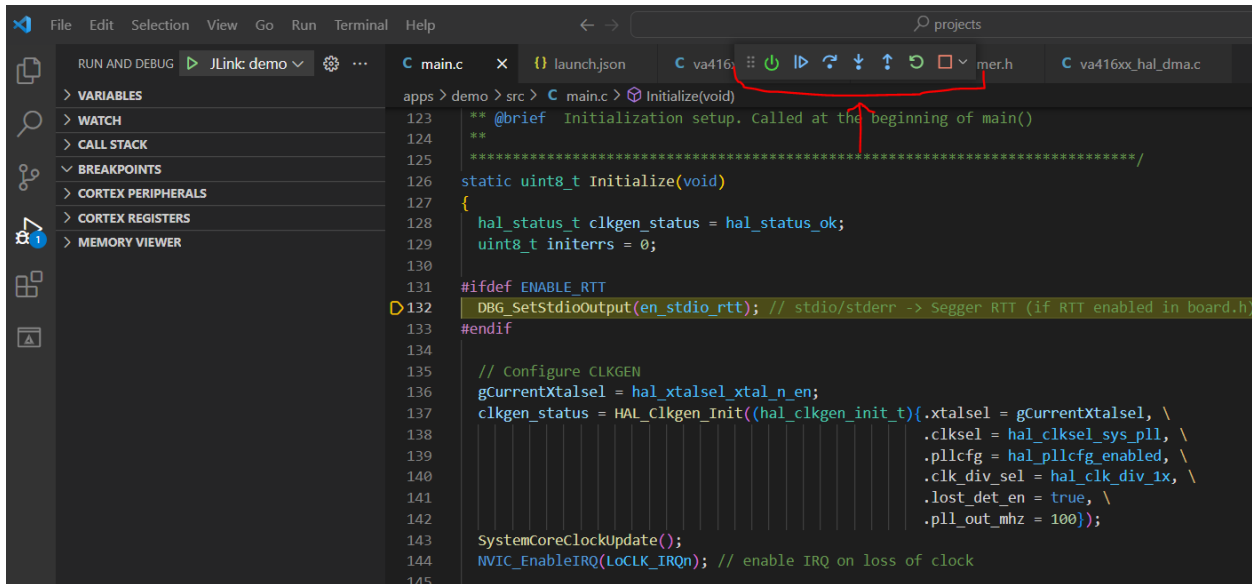 File Edit Selection View Go Run Terminal Help
projects
RUN AND DEBUG JLink: demo
main.c launch.json va416 mer.h va416xx_hal_dma.c
apps > demo > src > C main.c > Initialize(void)
VARIABLES
WATCH
CALL STACK
BREAKPOINTS
CORTEX PERIPHERALS
CORTEX REGISTERS
MEMORY VIEWER
1
123 ** @brief Initialization setup. Called at the beginning of main()
124 **
125 ******************************************************************************/
126 static uint8_t Initialize(void)
127 {
128 hal_status_t clkgen_status = hal_status_ok;
129 uint8_t initerrs = 0;
130
131 #ifdef ENABLE_RTT
132 DBG_SetStdioOutput(en_stdio_rtt); // stdio/stderr -> Segger RTT (if RTT enabled in board.h)
133 #endif
134
135 // Configure CLKGEN
136 gCurrentXtalsel = hal_xtalsel_xtal_n_en;
137 clkgen_status = HAL_Clkgen_Init((hal_clkgen_init_t){.xtalsel = gCurrentXtalsel, \
138 .clksel = hal_clksel_sys_pll, \
139 .pllcfg = hal_pllcfg_enabled, \
140 .clk_div_sel = hal_clk_div_1x, \
141 .lost_det_en = true, \
142 .pll_out_mhz = 100});
143 SystemCoreClockUpdate();
144 NVIC_EnableIRQ(LoCLK_IRQn); // enable IRQ on loss of clock
145